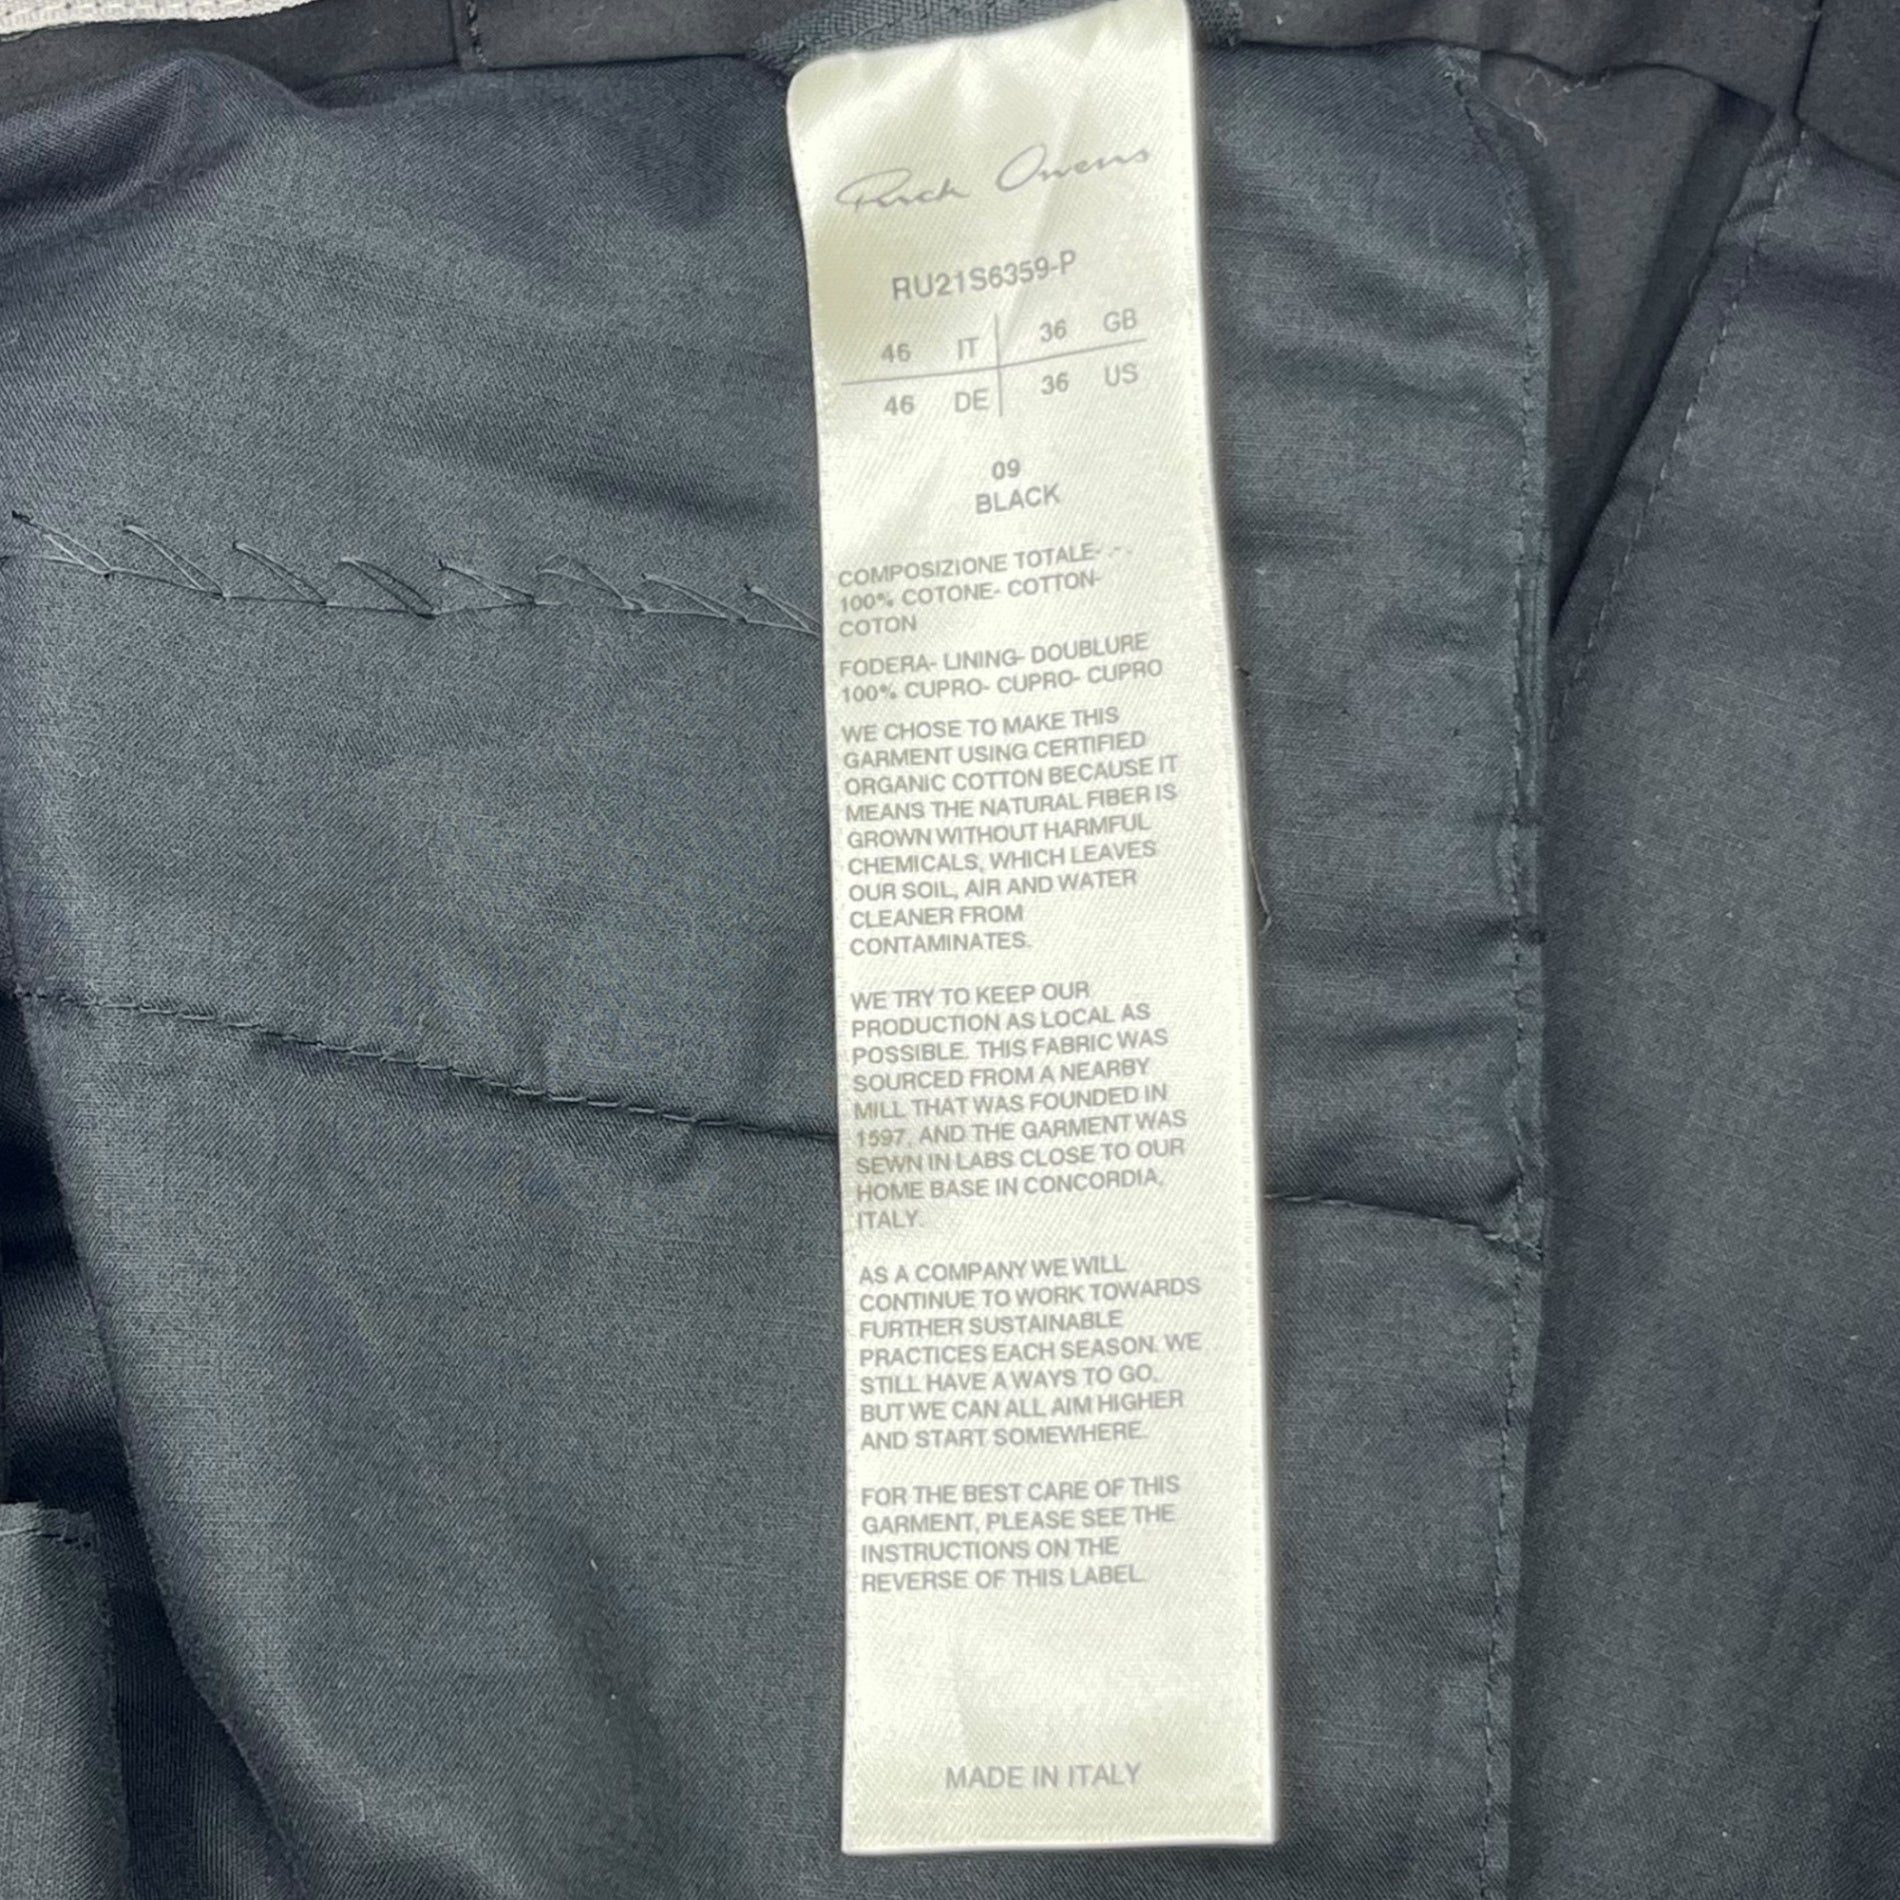 Rick Owens
RU21S6359-P
46 IT 36 GB
46 DE 36 US
09
BLACK
COMPOSIZIONE TOTALE- -.
100% COTONE- COTTON-
COTON
FODERA- LINING- DOUBLURE
100% CUPRO- CUPRO- CUPRO
WE CHOSE TO MAKE THIS
GARMENT USING CERTIFIED
ORGANIC COTTON BECAUSE IT
MEANS THE NATURAL FIBER IS
GROWN WITHOUT HARMFUL
CHEMICALS, WHICH LEAVES
OUR SOIL, AIR AND WATER
CLEANER FROM
CONTAMINATES.
WE TRY TO KEEP OUR
PRODUCTION AS LOCAL AS
POSSIBLE. THIS FABRIC WAS
SOURCED FROM A NEARBY
MILL THAT WAS FOUNDED IN
1597, AND THE GARMENT WAS
SEWN IN LABS CLOSE TO OUR
HOME BASE IN CONCORDIA,
ITALY.
AS A COMPANY WE WILL
CONTINUE TO WORK TOWARDS
FURTHER SUSTAINABLE
PRACTICES EACH SEASON. WE
STILL HAVE A WAYS TO GO,
BUT WE CAN ALL AIM HIGHER
AND START SOMEWHERE.
FOR THE BEST CARE OF THIS
GARMENT, PLEASE SEE THE
INSTRUCTIONS ON THE
REVERSE OF THIS LABEL.
MADE IN ITALY